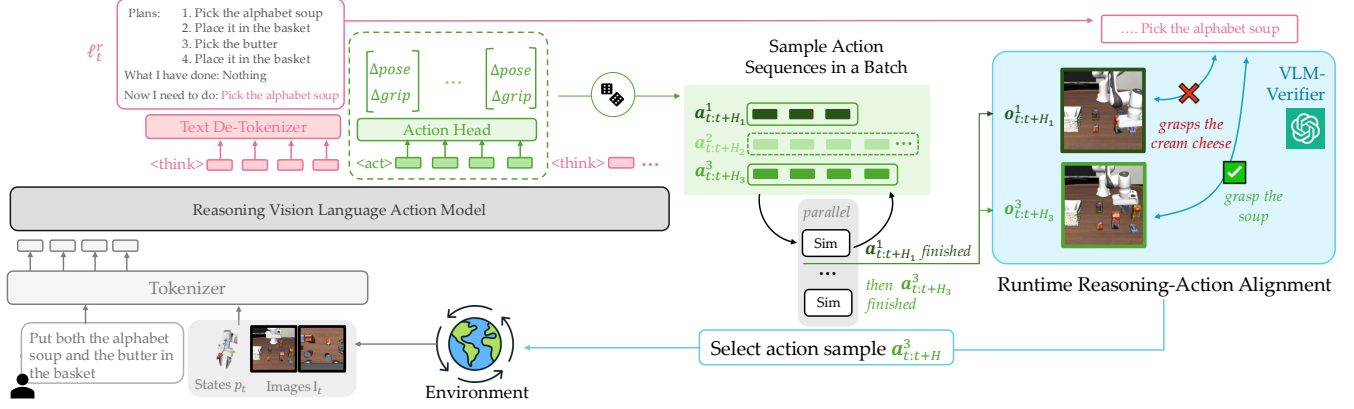 Plans: 1. Pick the alphabet soup
2. Place it in the basket
3. Pick the butter
4. Place it in the basket
What I have done: Nothing
Now I need to do: Pick the alphabet soup
ℓ_t^r
Text De-Tokenizer
<think>
Δpose
Δgrip
...
Δpose
Δgrip
Action Head
<act>
<think> ...
Reasoning Vision Language Action Model
Tokenizer
Put both the alphabet
soup and the butter in
the basket
States p_t
Images I_t
Environment
Sample Action
Sequences in a Batch
a^1_{t:t+H_1}
a^2_{t:t+H_2} ...
a^3_{t:t+H_3}
parallel
Sim
...
Sim
a^1_{t:t+H_1} finished
then a^3_{t:t+H_3}
finished
.... Pick the alphabet soup
VLM-
Verifier
o^1_{t:t+H_1}
grasps the
cream cheese
o^3_{t:t+H_3}
grasp the
soup
Runtime Reasoning-Action Alignment
Select action sample a^3_{t:t+H}